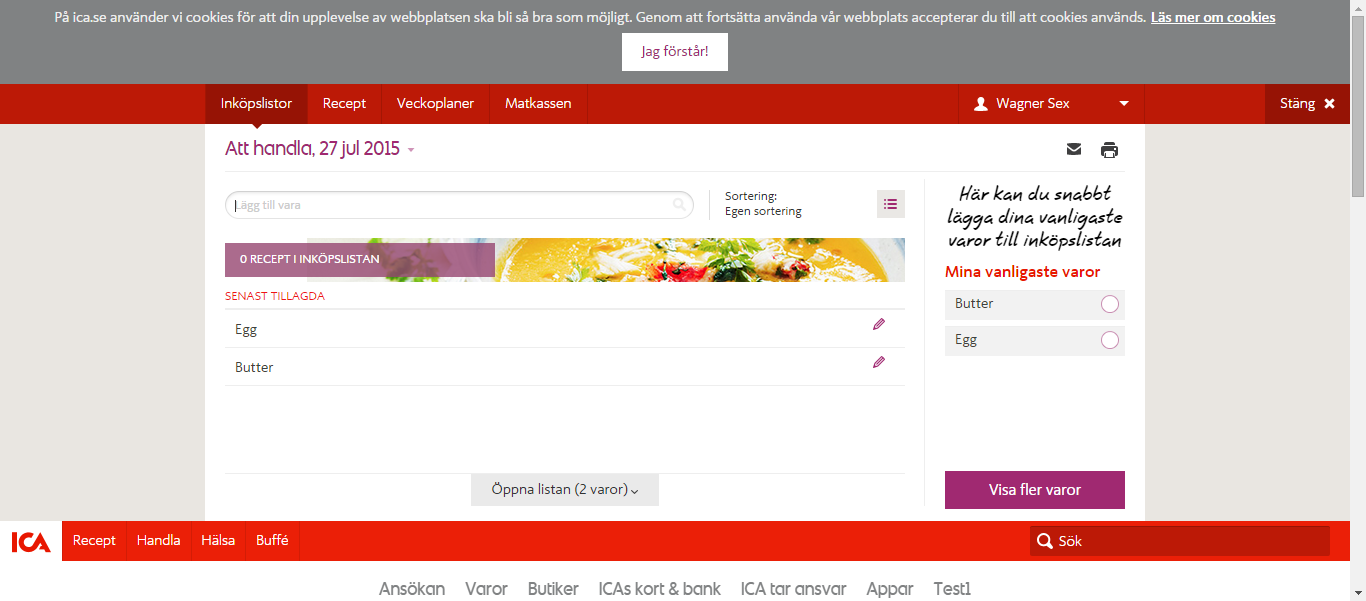 På ica.se använder vi cookies för att din upplevelse av webbplatsen ska bli så bra som möjligt. Genom att fortsätta använda vår webbplats accepterar du till att cookies används. Läs mer om cookies
Jag förstår!
Inköpslistor Recept Veckoplaner Matkassen Wagner Sex Stäng
Att handla, 27 jul 2015
Lägg till vara
Sortering:
Egen sortering
0 RECEPT I INKÖPSLISTAN
SENAST TILLAGDA
Egg
Butter
Öppna listan (2 varor)
Här kan du snabbt
lägga dina vanligaste
varor till inköpslistan
Mina vanligaste varor
Butter
Egg
Visa fler varor
ICA Recept Handla Hälsa Buffé Sök
Ansökan Varor Butiker ICAs kort & bank ICA tar ansvar Appar Test1